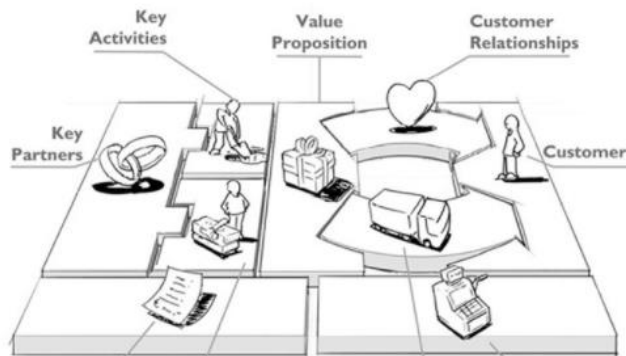 Key
Activities
Value
Proposition
Customer
Relationships
Key
Partners
Customer